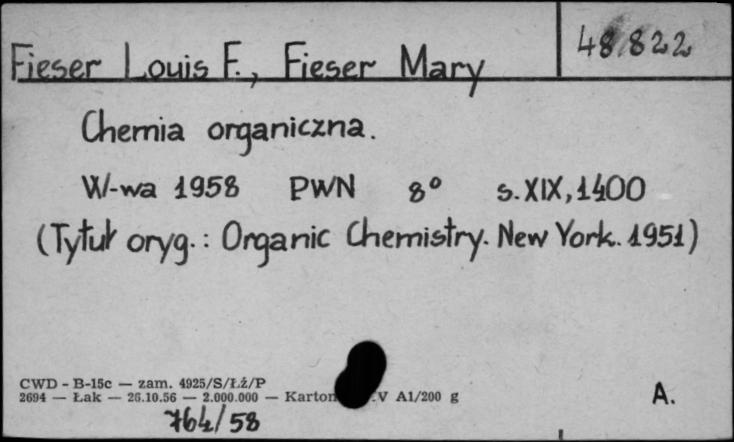 48822
Fieser Louis F., Fieser Mary
Chemia organiczna.
W-wa 1958 PWN 8° s. XIX, 1400
(Tytuł oryg.: Organic Chemistry. New York. 1951)
CWD - B-15c — zam. 4925/S/Łż/P
2694 — Łak — 26.10.56 — 2.000.000 — Karton V A1/200 g
A.
764/58